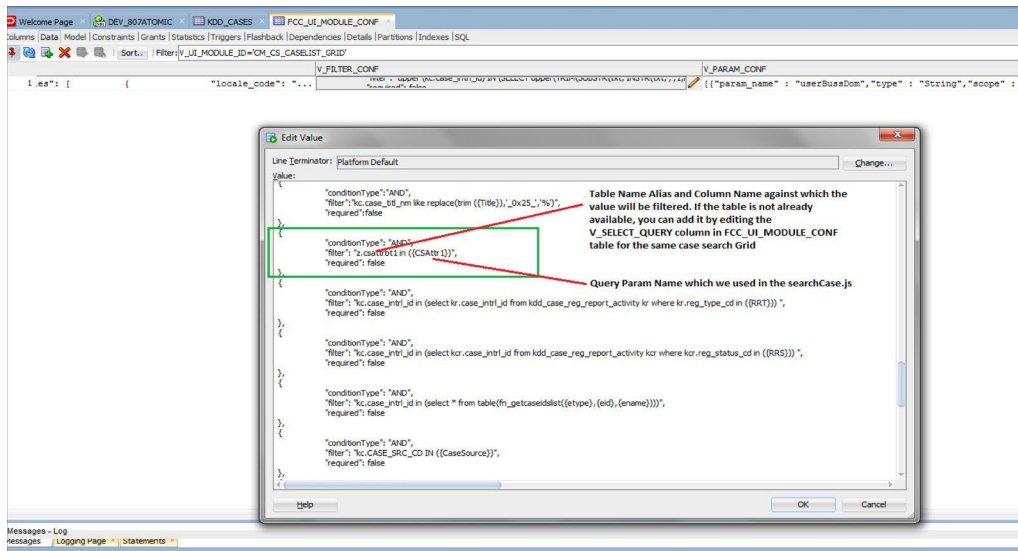 Welcome Page × DEV_807ATOMIC × KDD_CASES × FCC_UI_MODULE_CONF ×
Columns Data Model Constraints Grants Statistics Triggers Flashback Dependencies Details Partitions Indexes SQL
Sort.. Filter: V_UI_MODULE_ID='CM_CS_CASELIST_GRID'
V_FILTER_CONF V_PARAM_CONF
1 .es": [ { "locale_code": "... [{"param_name" : "userBussDom","type" : "String","scope" :
"required": false
Edit Value
Line Terminator: Platform Default Change...
Value:
{
"conditionType":"AND",
"filter":"kc.case_titl_nm like replace(trim ({Title}),'_0x25_','%')",
"required":false
},
{
"conditionType": "AND",
"filter": "z.csattrbt1 in ({CSAttr1})",
"required": false
},
{
"conditionType": "AND",
"filter": "kc.case_intrl_id in (select kr.case_intrl_id from kdd_case_reg_report_activity kr where kr.reg_type_cd in ({RRT})) ",
"required": false
},
{
"conditionType": "AND",
"filter": "kc.case_intrl_id in (select kcr.case_intrl_id from kdd_case_reg_report_activity kcr where kcr.reg_status_cd in ({RRS})) ",
"required": false
},
{
"conditionType": "AND",
"filter": "kc.case_intrl_id in (select * from table(fn_getcaseidslist({etype},{eid},{ename})))",
"required": false
},
{
"conditionType": "AND",
"filter": "kc.CASE_SRC_CD IN ({CaseSource})",
"required": false
},
Table Name Alias and Column Name against which the
value will be filtered. If the table is not already
available, you can add it by editing the
V_SELECT_QUERY column in FCC_UI_MODULE_CONF
table for the same case search Grid
Query Param Name which we used in the searchCase.js
Help OK Cancel
Messages - Log
Messages Logging Page × Statements ×